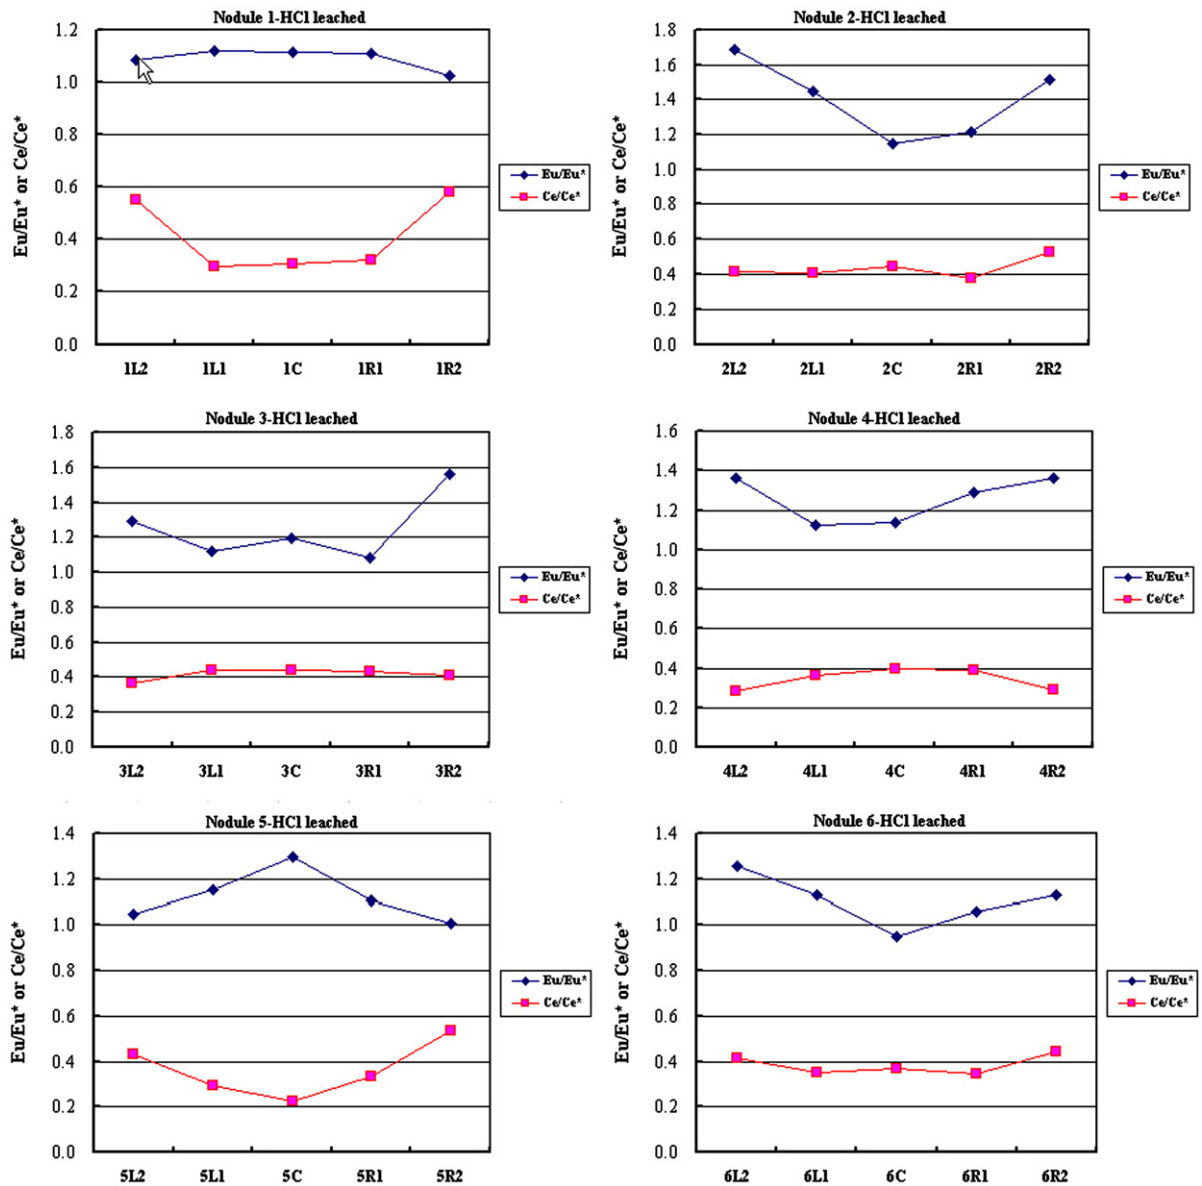 Nodule 1-HCl leached
Eu/Eu* or Ce/Ce*
1.2
1.0
0.8
0.6
0.4
0.2
0.0
1L2 1L1 1C 1R1 1R2
Eu/Eu*
Ce/Ce*
Nodule 2-HCl leached
Eu/Eu* or Ce/Ce*
1.8
1.6
1.4
1.2
1.0
0.8
0.6
0.4
0.2
0.0
2L2 2L1 2C 2R1 2R2
Eu/Eu*
Ce/Ce*
Nodule 3-HCl leached
Eu/Eu* or Ce/Ce*
1.8
1.6
1.4
1.2
1.0
0.8
0.6
0.4
0.2
0.0
3L2 3L1 3C 3R1 3R2
Eu/Eu*
Ce/Ce*
Nodule 4-HCl leached
Eu/Eu* or Ce/Ce*
1.6
1.4
1.2
1.0
0.8
0.6
0.4
0.2
0.0
4L2 4L1 4C 4R1 4R2
Eu/Eu*
Ce/Ce*
Nodule 5-HCl leached
Eu/Eu* or Ce/Ce*
1.4
1.2
1.0
0.8
0.6
0.4
0.2
0.0
5L2 5L1 5C 5R1 5R2
Eu/Eu*
Ce/Ce*
Nodule 6-HCl leached
Eu/Eu* or Ce/Ce*
1.4
1.2
1.0
0.8
0.6
0.4
0.2
0.0
6L2 6L1 6C 6R1 6R2
Eu/Eu*
Ce/Ce*